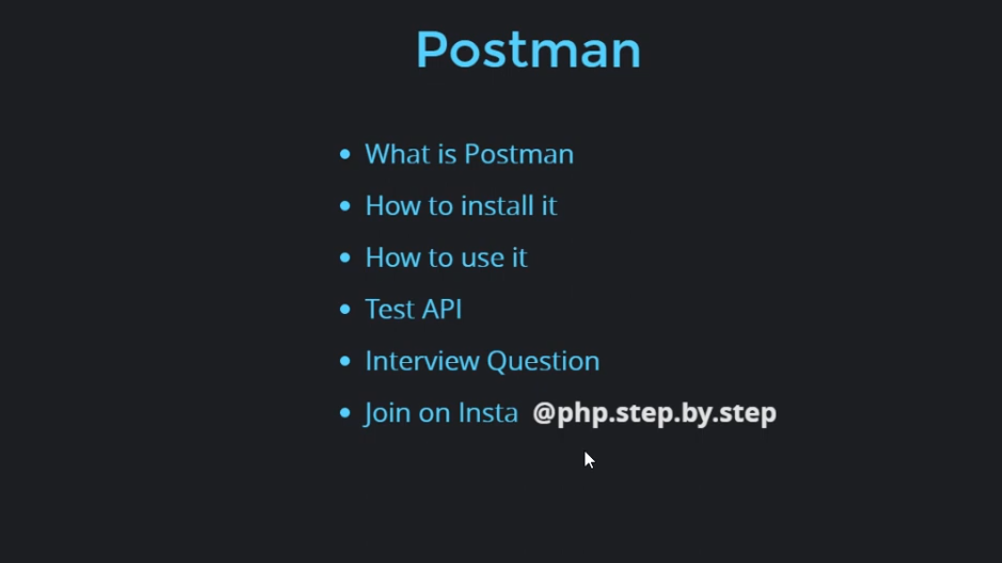 Postman
• What is Postman
• How to install it
• How to use it
• Test API
• Interview Question
• Join on Insta @php.step.by.step